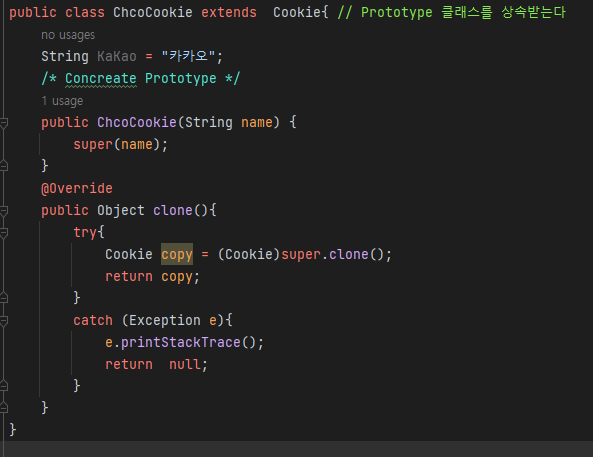 public class ChcoCookie extends  Cookie{ // Prototype 클래스를 상속받는다
no usages
String KaKao = "카카오";
/* Concreate Prototype */
1 usage
public ChcoCookie(String name) {
super(name);
}
@Override
public Object clone(){
try{
Cookie copy = (Cookie)super.clone();
return copy;
}
catch (Exception e){
e.printStackTrace();
return  null;
}
}
}